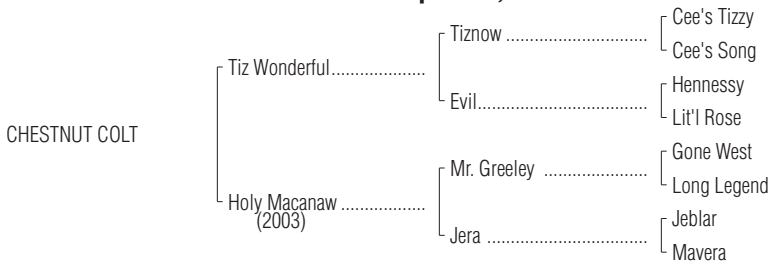 Cee's Tizzy
Tiznow ........................................
Cee's Song
Tiz Wonderful.....................
Hennessy
Evil................................................
Lit'l Rose
CHESTNUT COLT
Gone West
Mr. Greeley ..........................
Long Legend
Holy Macanaw ...................
(2003)
Jeblar
Jera ..........................................
Mavera